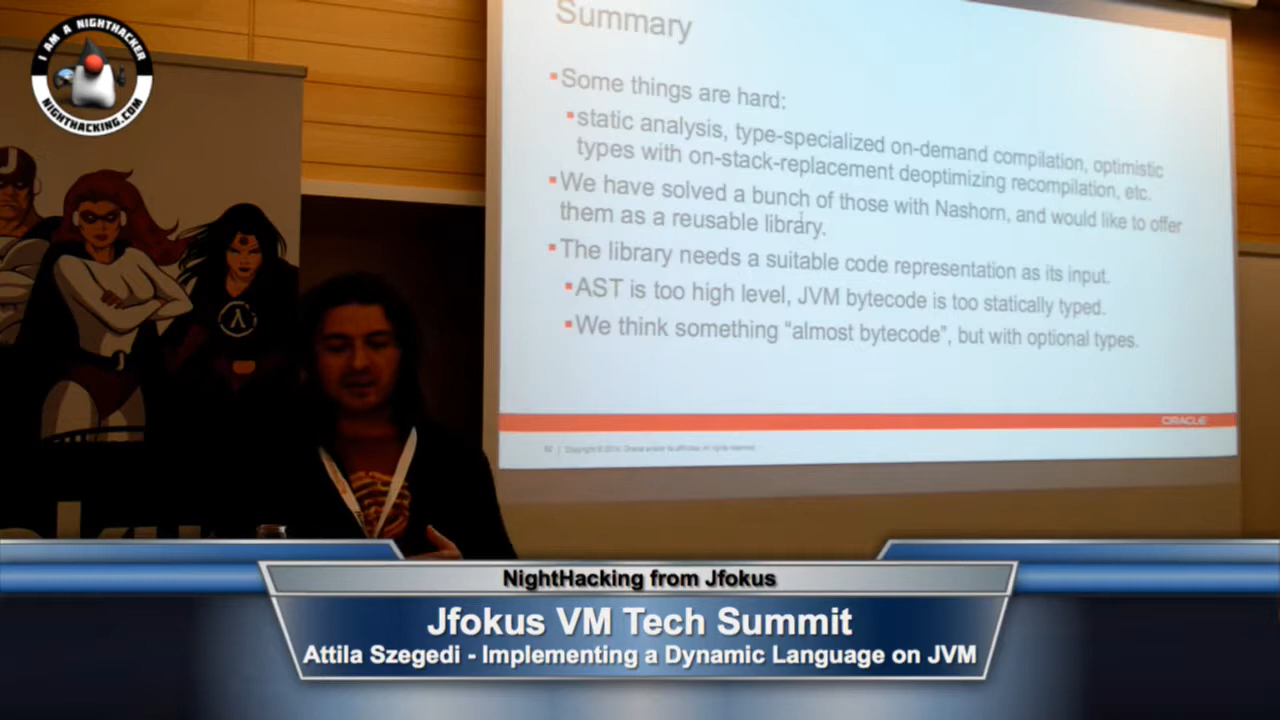 I AM A NIGHTHACKER
NIGHTHACKING.COM
J
λ
Summary
▪Some things are hard:
▪static analysis, type-specialized on-demand compilation, optimistic
types with on-stack-replacement deoptimizing recompilation, etc.
▪We have solved a bunch of those with Nashorn, and would like to offer
them as a reusable library.
▪The library needs a suitable code representation as its input.
▪AST is too high level, JVM bytecode is too statically typed.
▪We think something “almost bytecode”, but with optional types.
ORACLE
NightHacking from Jfokus
Jfokus VM Tech Summit
Attila Szegedi - Implementing a Dynamic Language on JVM